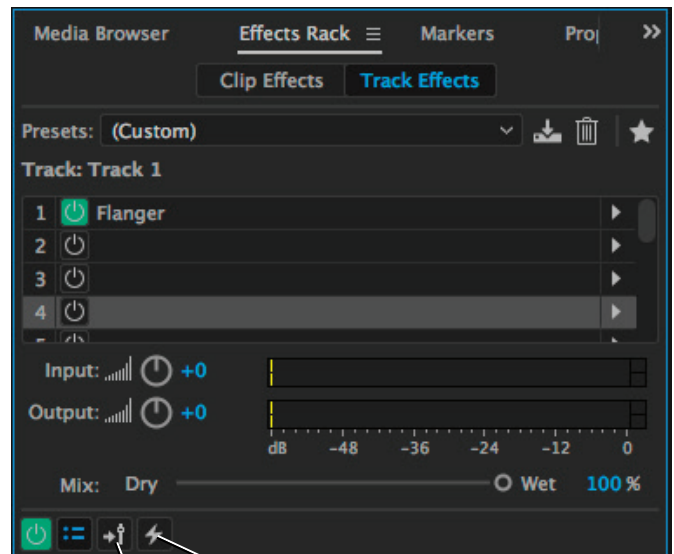 Media Browser Effects Rack Markers
Clip Effects Track Effects
Presets: (Custom)
Track: Track 1
1 Flanger
2
3
4
Input: +0
Output: +0
dB -48 -36 -24 -12 0
Mix: Dry Wet 100 %